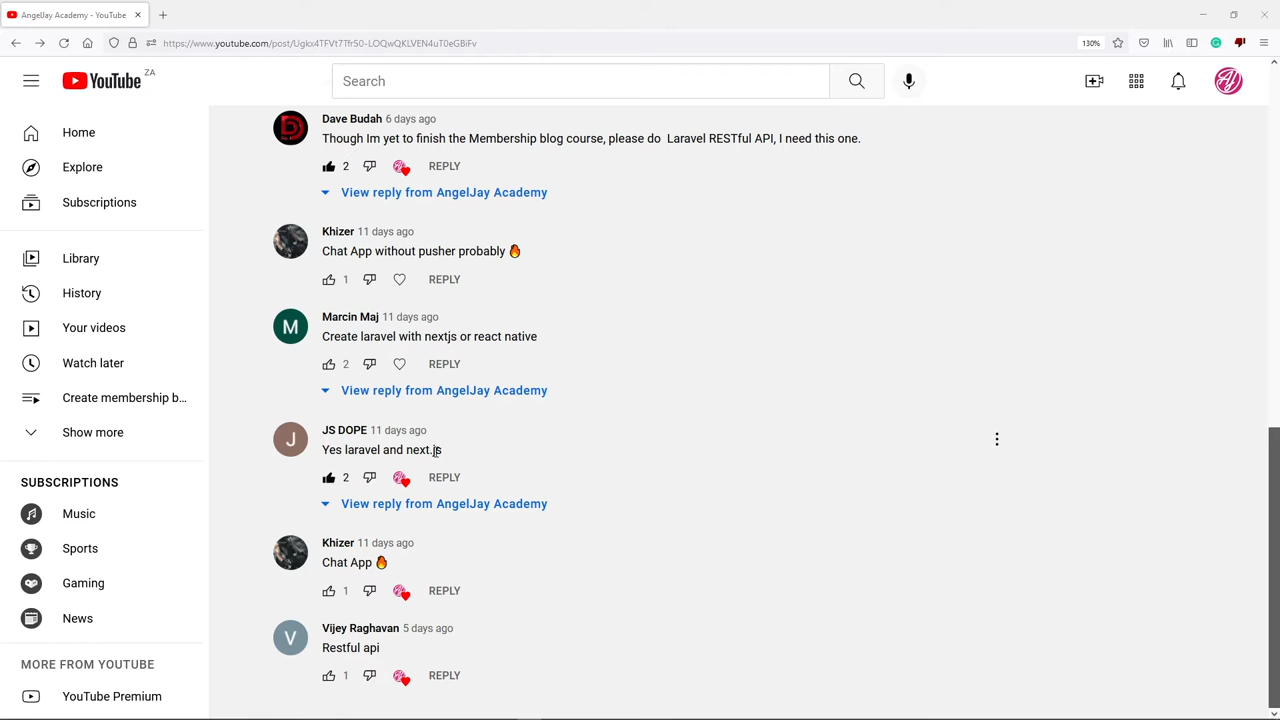 AngelJay Academy - YouTube
https://www.youtube.com/post/Ugkx4TFVt7Tfr50-LOQwQKLVEN4uT0eGBiFv
130%
YouTube ZA
Search
Home
Explore
Subscriptions
Library
History
Your videos
Watch later
Create membership b...
Show more
SUBSCRIPTIONS
Music
Sports
Gaming
News
MORE FROM YOUTUBE
YouTube Premium
Dave Budah 6 days ago
Though Im yet to finish the Membership blog course, please do Laravel RESTful API, I need this one.
2 REPLY
View reply from AngelJay Academy
Khizer 11 days ago
Chat App without pusher probably 🔥
1 REPLY
M
Marcin Maj 11 days ago
Create laravel with nextjs or react native
2 REPLY
View reply from AngelJay Academy
J
JS DOPE 11 days ago
Yes laravel and next.js
2 REPLY
View reply from AngelJay Academy
Khizer 11 days ago
Chat App 🔥
1 REPLY
V
Vijey Raghavan 5 days ago
Restful api
1 REPLY